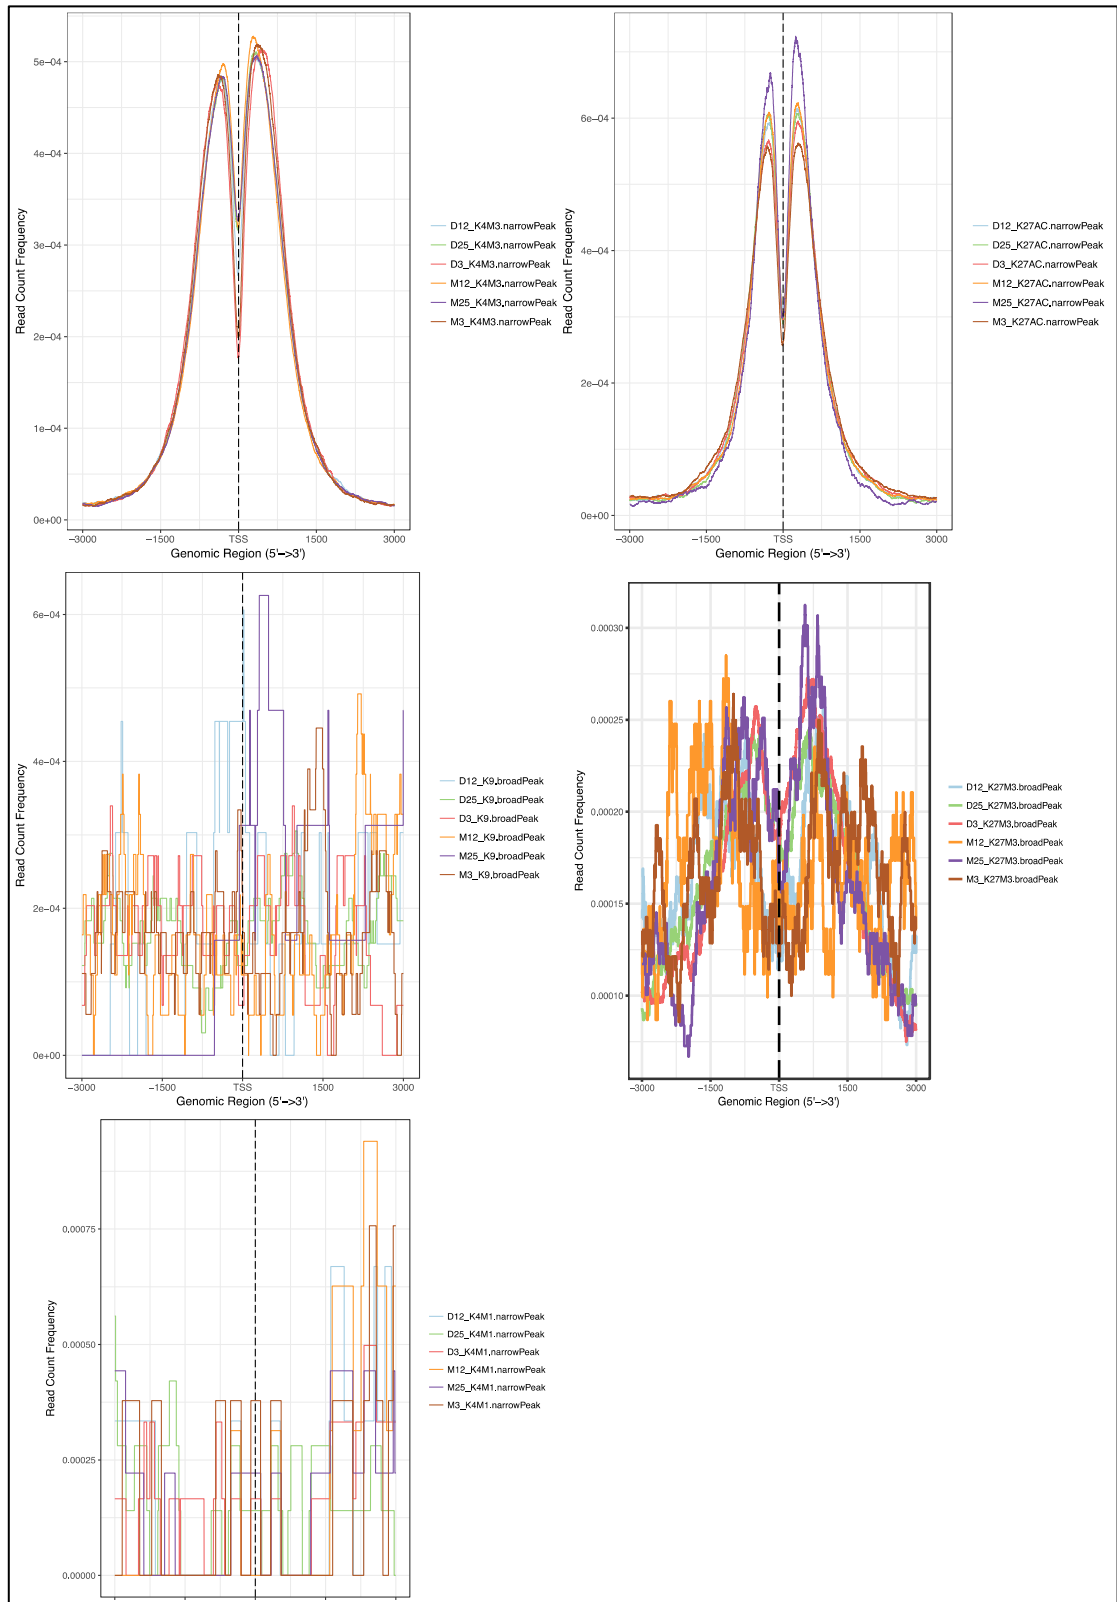 5e−04
4e−04
3e−04
2e−04
1e−04
0e+00
Read Count Frequency
−3000
−1500
TSS
1500
3000
Genomic Region (5'−>3')
D12_K4M3.narrowPeak
D25_K4M3.narrowPeak
D3_K4M3.narrowPeak
M12_K4M3.narrowPeak
M25_K4M3.narrowPeak
M3_K4M3.narrowPeak
6e−04
4e−04
2e−04
0e+00
Read Count Frequency
−3000
−1500
TSS
1500
3000
Genomic Region (5'−>3')
D12_K27AC.narrowPeak
D25_K27AC.narrowPeak
D3_K27AC.narrowPeak
M12_K27AC.narrowPeak
M25_K27AC.narrowPeak
M3_K27AC.narrowPeak
6e−04
4e−04
2e−04
0e+00
Read Count Frequency
−3000
−1500
TSS
1500
3000
Genomic Region (5'−>3')
D12_K9.broadPeak
D25_K9.broadPeak
D3_K9.broadPeak
M12_K9.broadPeak
M25_K9.broadPeak
M3_K9.broadPeak
0.00030
0.00025
0.00020
0.00015
0.00010
Read Count Frequency
−3000
−1500
TSS
1500
3000
Genomic Region (5'−>3')
D12_K27M3.broadPeak
D25_K27M3.broadPeak
D3_K27M3.broadPeak
M12_K27M3.broadPeak
M25_K27M3.broadPeak
M3_K27M3.broadPeak
0.00075
0.00050
0.00025
0.00000
Read Count Frequency
D12_K4M1.narrowPeak
D25_K4M1.narrowPeak
D3_K4M1.narrowPeak
M12_K4M1.narrowPeak
M25_K4M1.narrowPeak
M3_K4M1.narrowPeak